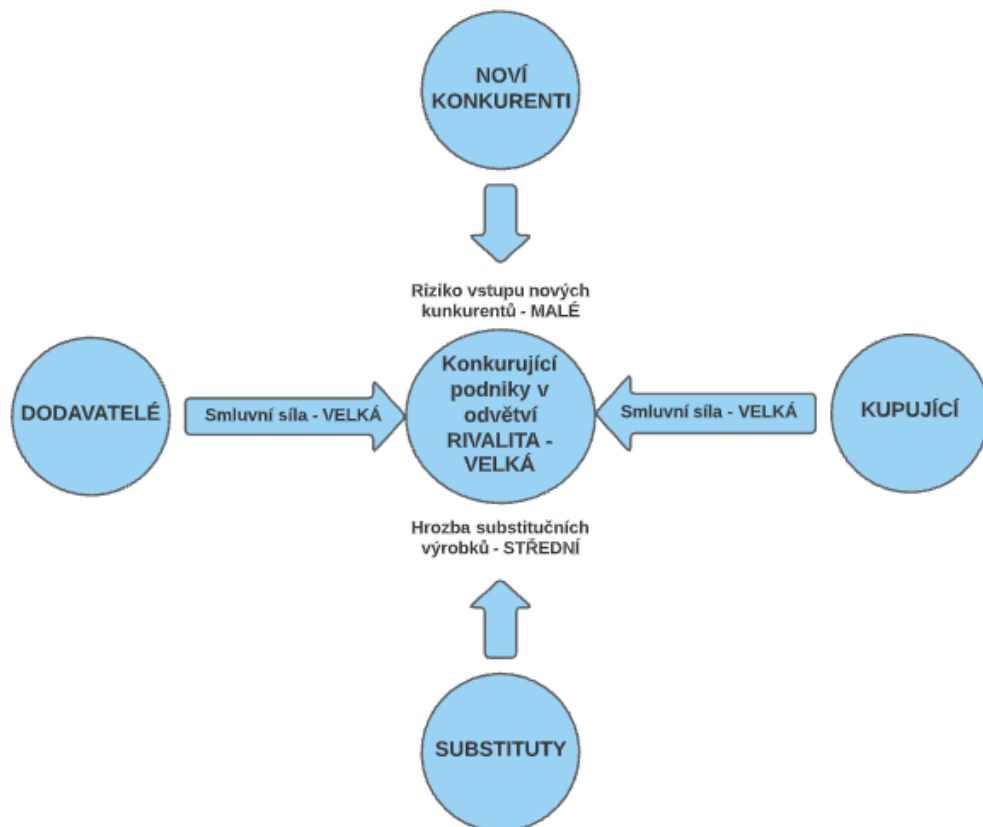 NOVÍ
KONKURENTI
Riziko vstupu nových
kunkurentů - MALÉ
DODAVATELÉ
Smluvní síla - VELKÁ
Konkurující
podniky v
odvětví
RIVALITA -
VELKÁ
Smluvní síla - VELKÁ
KUPUJÍCÍ
Hrozba substitučních
výrobků - STŘEDNÍ
SUBSTITUTY